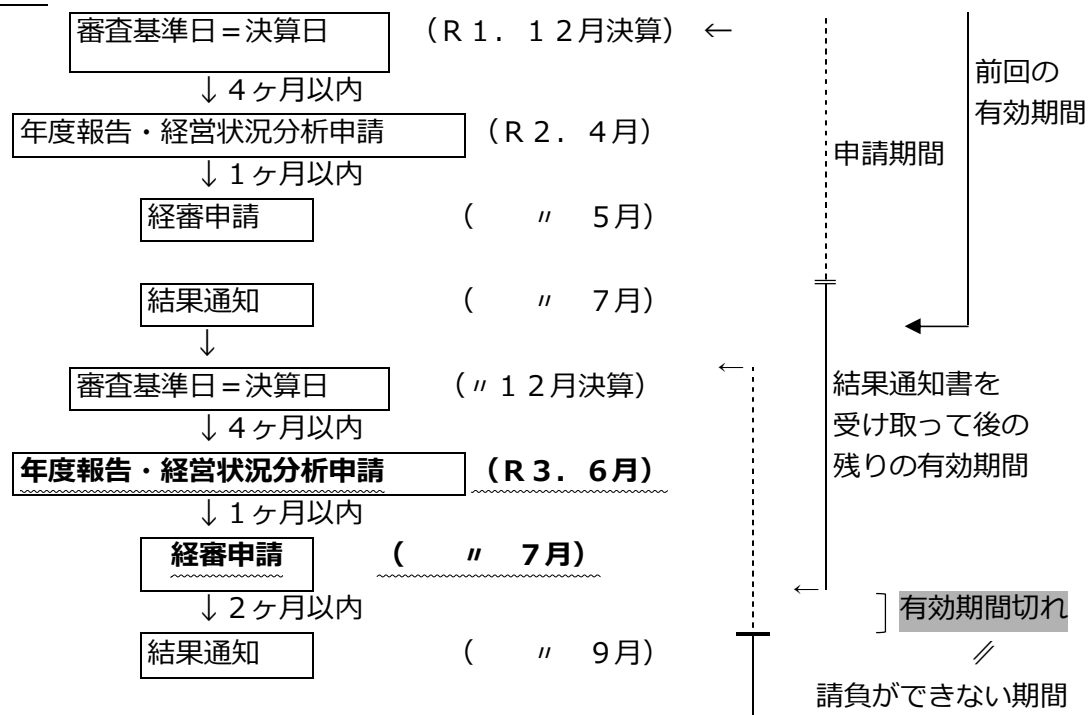 審査基準日＝決算日　（Ｒ１．１２月決算）　←
↓４ヶ月以内
前回の
有効期間
年度報告・経営状況分析申請　（Ｒ２．４月）
申請期間
↓１ヶ月以内
経審申請　（　〃　５月）
結果通知　（　〃　７月）
↓
審査基準日＝決算日　（〃１２月決算）　←
結果通知書を
受け取って後の
残りの有効期間
↓４ヶ月以内
年度報告・経営状況分析申請　（Ｒ３．６月）
↓１ヶ月以内
経審申請　（　〃　７月）
←
↓２ヶ月以内
有効期間切れ
結果通知　（　〃　９月）
〃
請負ができない期間